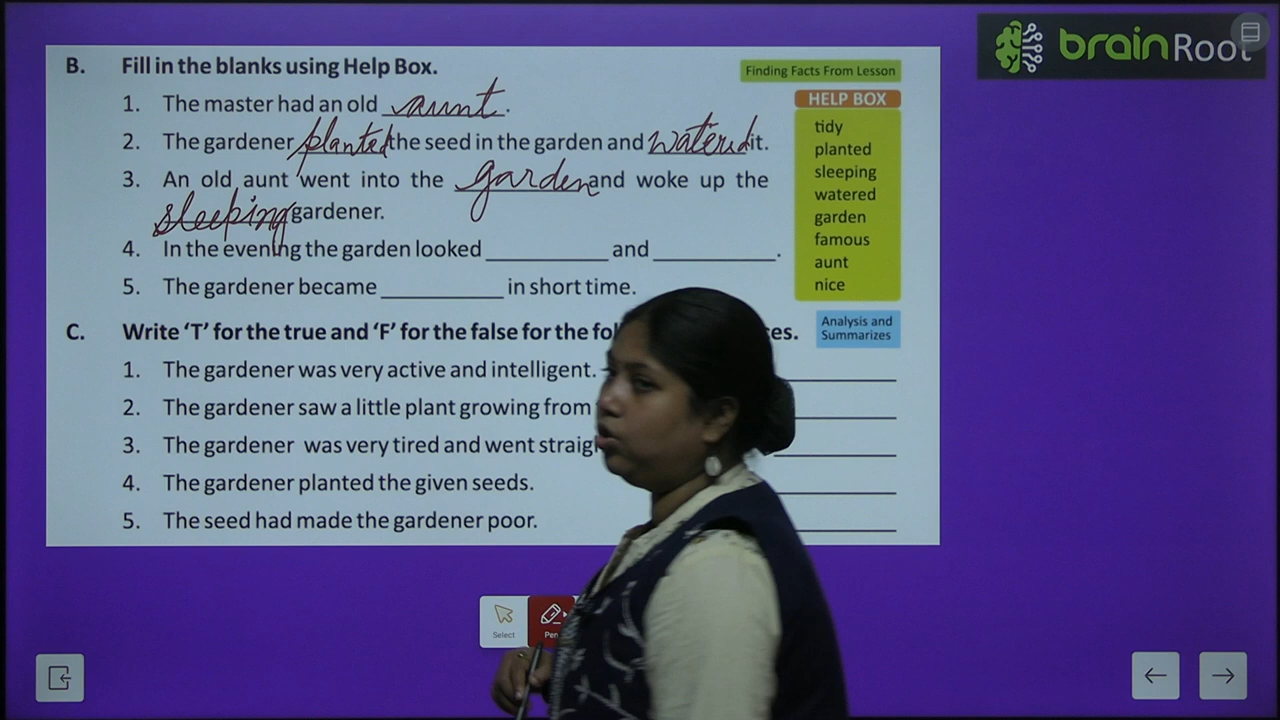 brainRoot
B. Fill in the blanks using Help Box.
Finding Facts From Lesson
HELP BOX
1. The master had an old aunt.
2. The gardener planted the seed in the garden and watered it.
3. An old aunt went into the garden and woke up the
sleeping gardener.
4. In the evening the garden looked __________ and __________.
5. The gardener became __________ in short time.
tidy
planted
sleeping
watered
garden
famous
aunt
nice
C. Write ‘T’ for the true and ‘F’ for the false for the
Analysis and
Summarizes
1. The gardener was very active and intelligent.
2. The gardener saw a little plant growing from
3. The gardener was very tired and went
4. The gardener planted the given seeds.
5. The seed had made the gardener poor.
Select
Pen